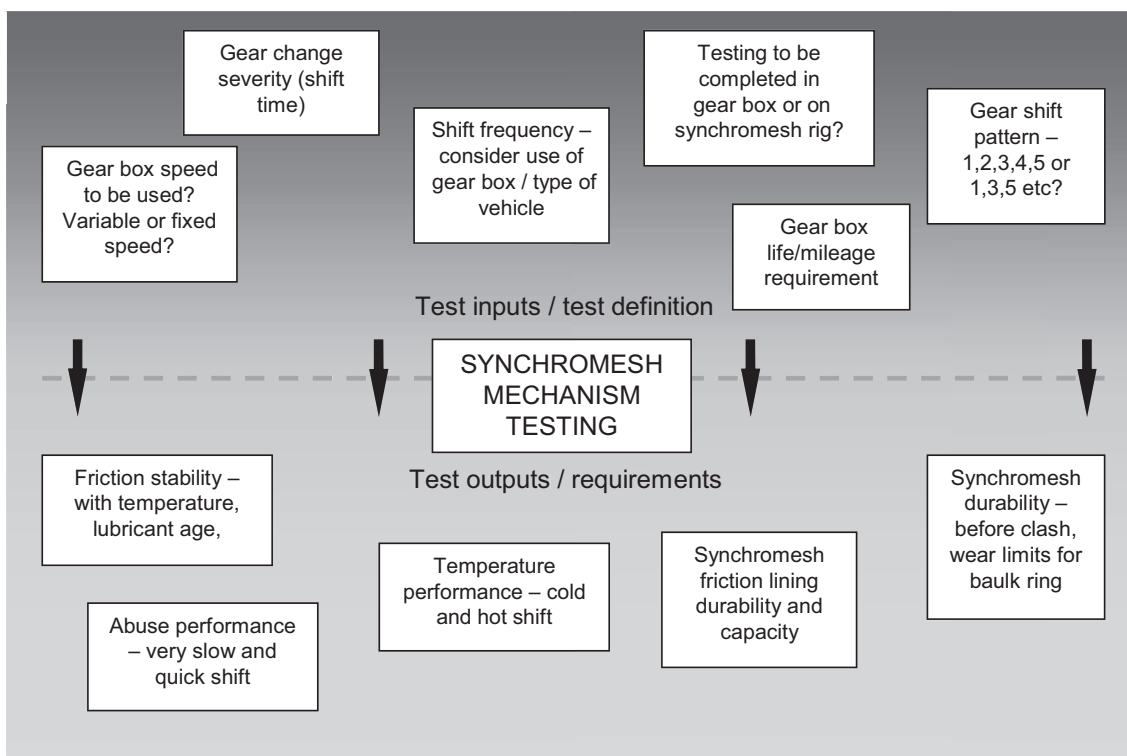 Gear change
severity (shift
time)
Testing to be
completed in
gear box or on
synchromesh rig?
Gear shift
pattern –
1,2,3,4,5 or
1,3,5 etc?
Shift frequency –
consider use of
gear box / type of
vehicle
Gear box speed
to be used?
Variable or fixed
speed?
Gear box
life/mileage
requirement
Test inputs / test definition
SYNCHROMESH
MECHANISM
TESTING
Test outputs / requirements
Friction stability –
with temperature,
lubricant age,
Synchromesh
durability –
before clash,
wear limits for
baulk ring
Temperature
performance – cold
and hot shift
Synchromesh
friction lining
durability and
capacity
Abuse performance
– very slow and
quick shift